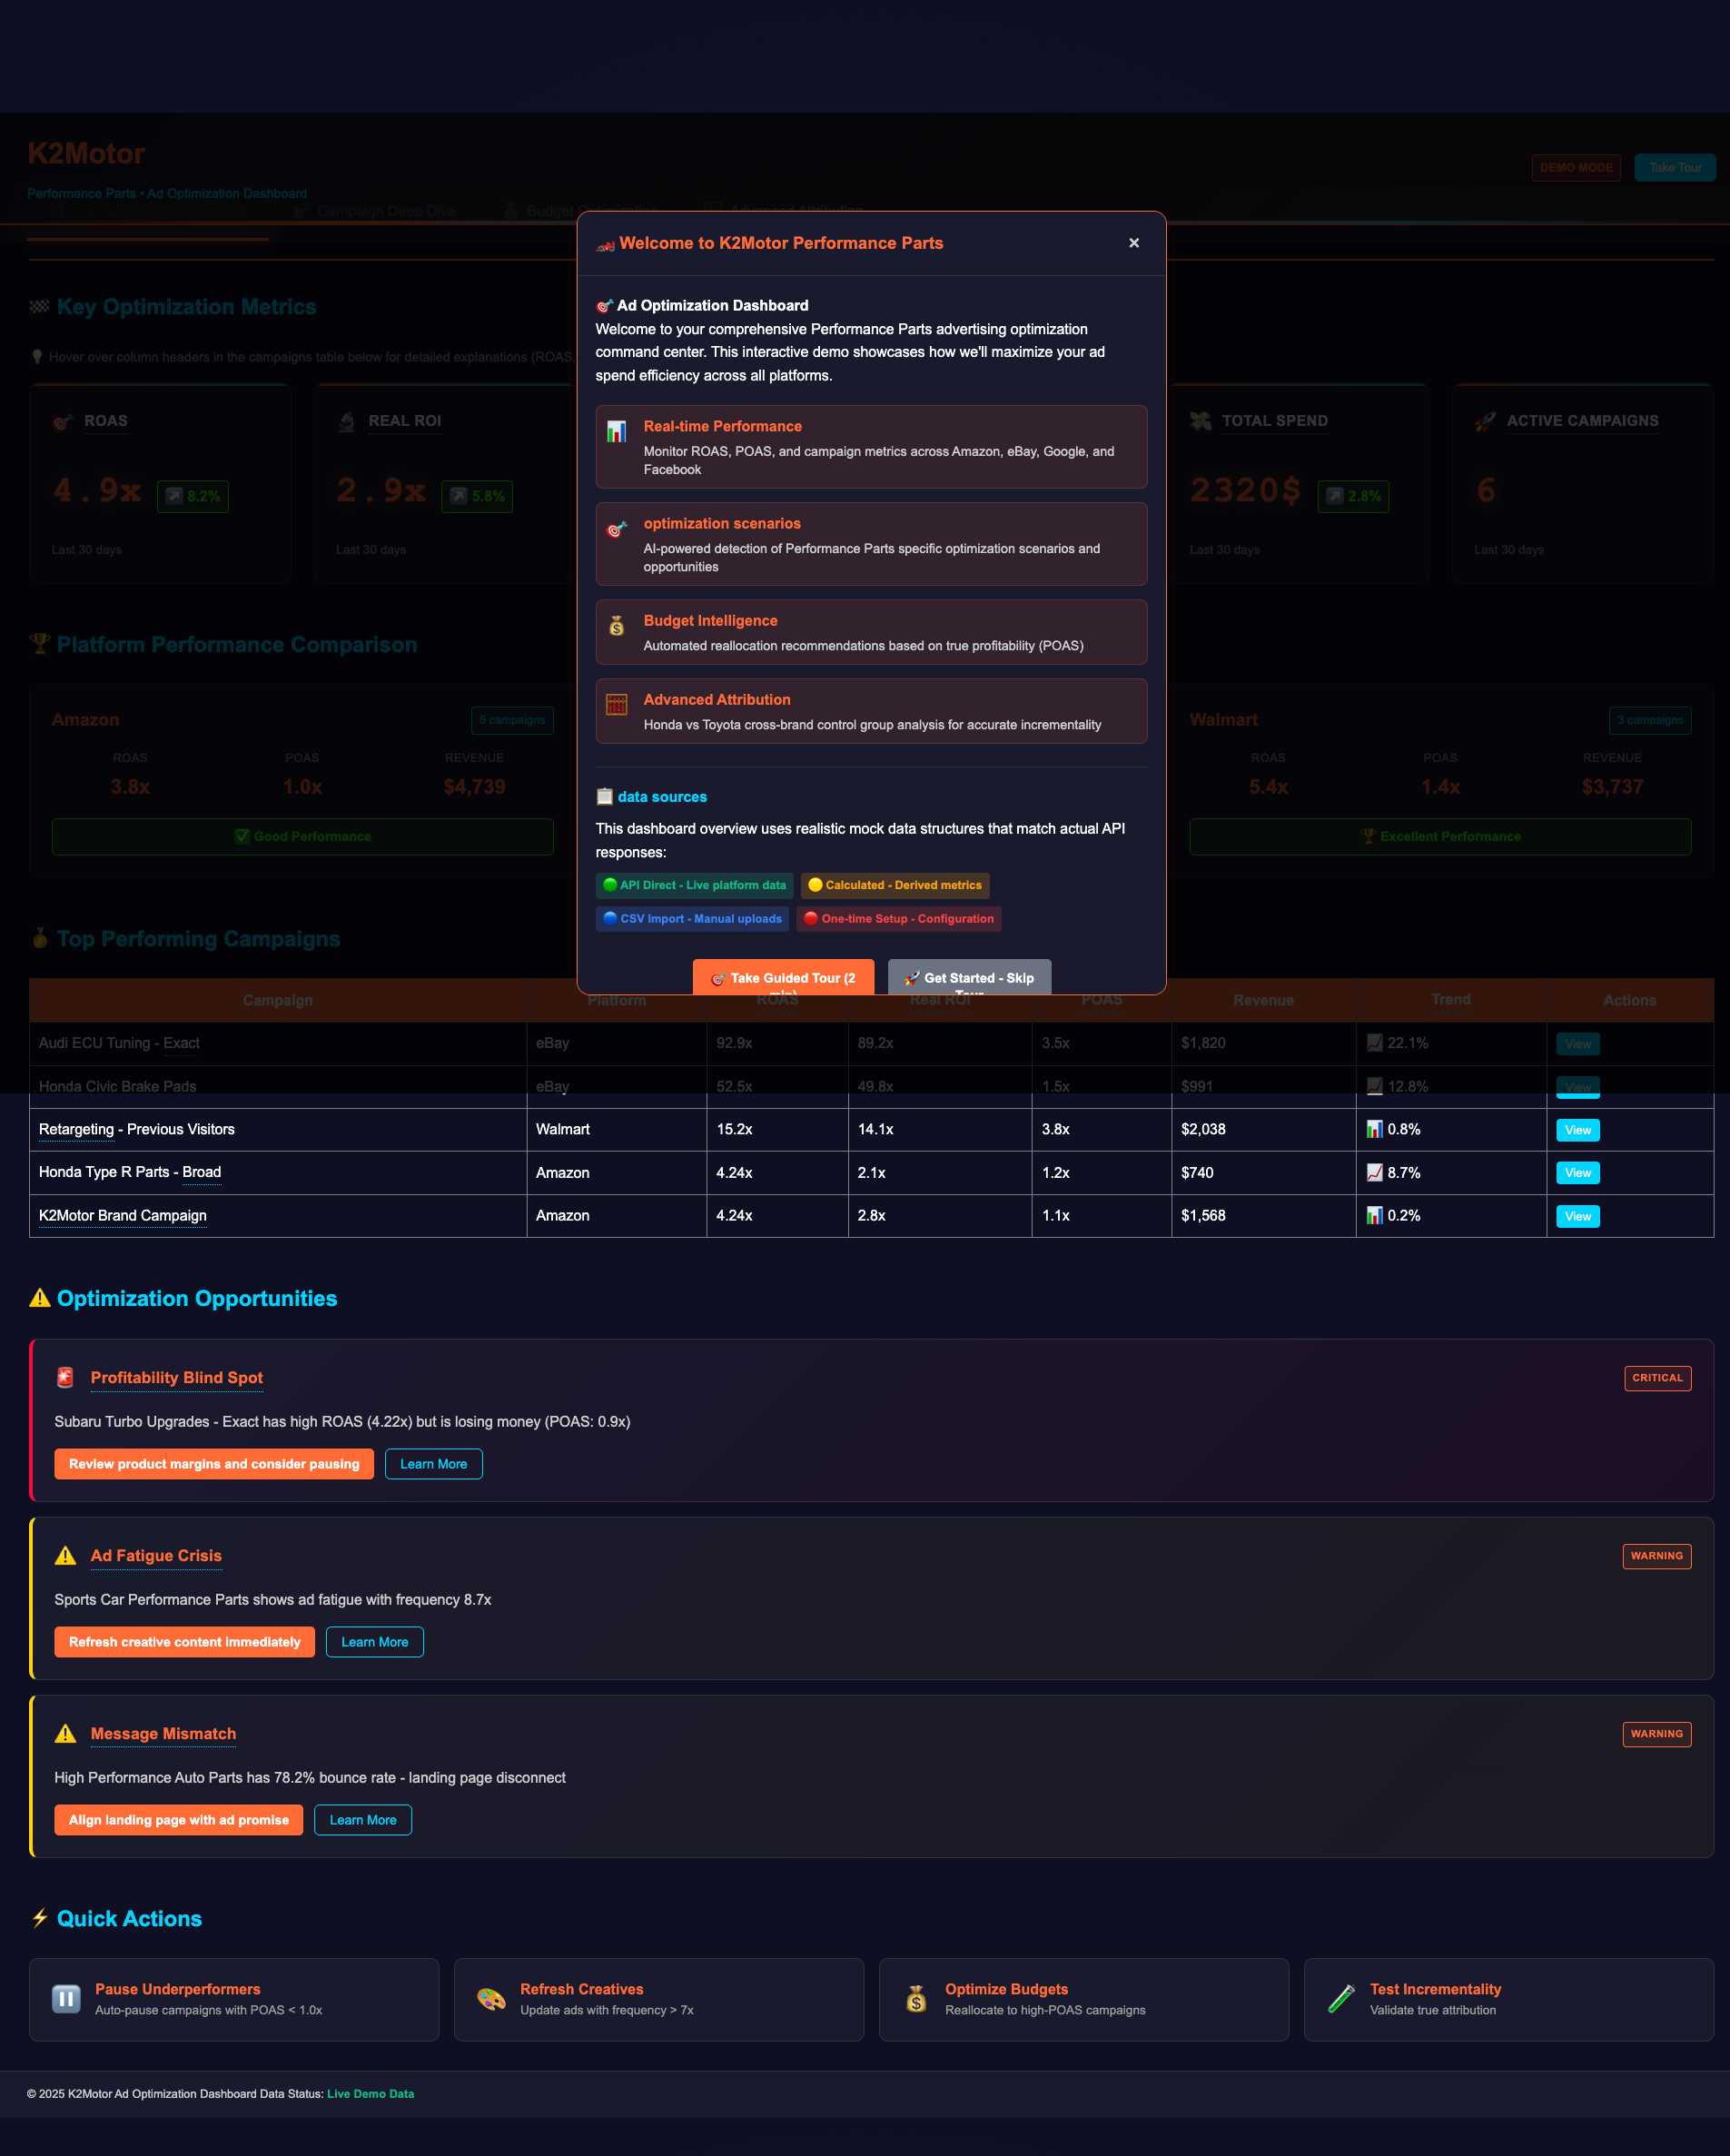 K2Motor
Performance Parts • Ad Optimization Dashboard
DEMO MODE
Take Tour
Campaign Deep Dive
Budget Optimization
Advanced Attribution
🏎️ Welcome to K2Motor Performance Parts
×
🎯 Ad Optimization Dashboard
Welcome to your comprehensive Performance Parts advertising optimization
command center. This interactive demo showcases how we'll maximize your ad
spend efficiency across all platforms.
Real-time Performance
Monitor ROAS, POAS, and campaign metrics across Amazon, eBay, Google, and
Facebook
optimization scenarios
AI-powered detection of Performance Parts specific optimization scenarios and
opportunities
Budget Intelligence
Automated reallocation recommendations based on true profitability (POAS)
Advanced Attribution
Honda vs Toyota cross-brand control group analysis for accurate incrementality
📋 data sources
This dashboard overview uses realistic mock data structures that match actual API
responses:
🟢 API Direct - Live platform data
🟡 Calculated - Derived metrics
🔵 CSV Import - Manual uploads
🔴 One-time Setup - Configuration
🎯 Take Guided Tour (2
min)
🚀 Get Started - Skip
Tour
🏁 Key Optimization Metrics
💡 Hover over column headers in the campaigns table below for detailed explanations (ROAS,
ROAS
4.9x
↗ 8.2%
Last 30 days
REAL ROI
2.9x
↗ 5.8%
Last 30 days
TOTAL SPEND
2320$
↗ 2.8%
Last 30 days
ACTIVE CAMPAIGNS
6
Last 30 days
🏆 Platform Performance Comparison
Amazon
5 campaigns
ROAS POAS REVENUE
3.8x 1.0x $4,739
✅ Good Performance
Walmart
3 campaigns
ROAS POAS REVENUE
5.4x 1.4x $3,737
🏆 Excellent Performance
🥇 Top Performing Campaigns
Campaign Platform ROAS Real ROI POAS Revenue Trend Actions
Audi ECU Tuning - Exact eBay 92.9x 89.2x 3.5x $1,820 📈 22.1% View
Honda Civic Brake Pads eBay 52.5x 49.8x 1.5x $991 📈 12.8% View
Retargeting - Previous Visitors Walmart 15.2x 14.1x 3.8x $2,038 📊 0.8% View
Honda Type R Parts - Broad Amazon 4.24x 2.1x 1.2x $740 📈 8.7% View
K2Motor Brand Campaign Amazon 4.24x 2.8x 1.1x $1,568 📊 0.2% View
⚠️ Optimization Opportunities
🚨 Profitability Blind Spot
CRITICAL
Subaru Turbo Upgrades - Exact has high ROAS (4.22x) but is losing money (POAS: 0.9x)
Review product margins and consider pausing
Learn More
⚠️ Ad Fatigue Crisis
WARNING
Sports Car Performance Parts shows ad fatigue with frequency 8.7x
Refresh creative content immediately
Learn More
⚠️ Message Mismatch
WARNING
High Performance Auto Parts has 78.2% bounce rate - landing page disconnect
Align landing page with ad promise
Learn More
⚡ Quick Actions
Pause Underperformers
Auto-pause campaigns with POAS < 1.0x
Refresh Creatives
Update ads with frequency > 7x
Optimize Budgets
Reallocate to high-POAS campaigns
Test Incrementality
Validate true attribution
© 2025 K2Motor Ad Optimization Dashboard Data Status: Live Demo Data